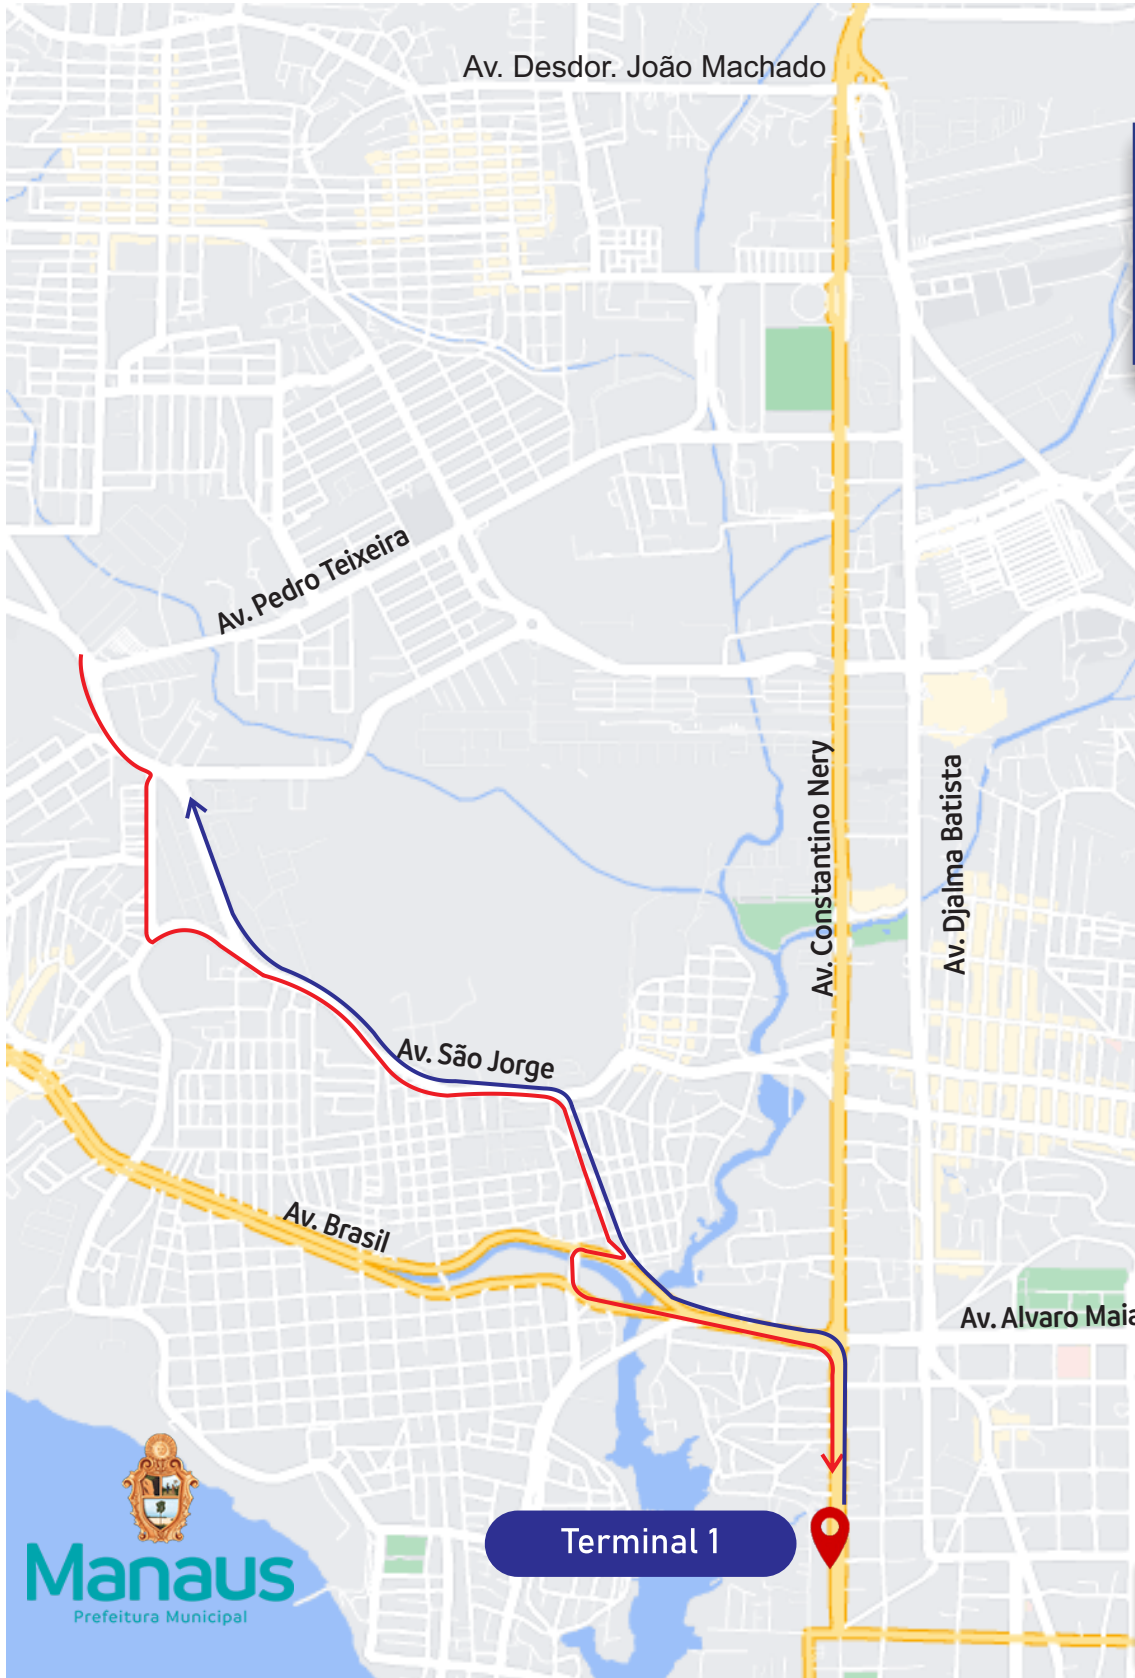 Av. Desdor. João Machado
Av. Pedro Teixeira
Av. Constantino Nery
Av. Djalma Batista
Av. São Jorge
Av. Brasil
Av. Alvaro Maia
Terminal 1
Manaus
Prefeitura Municipal